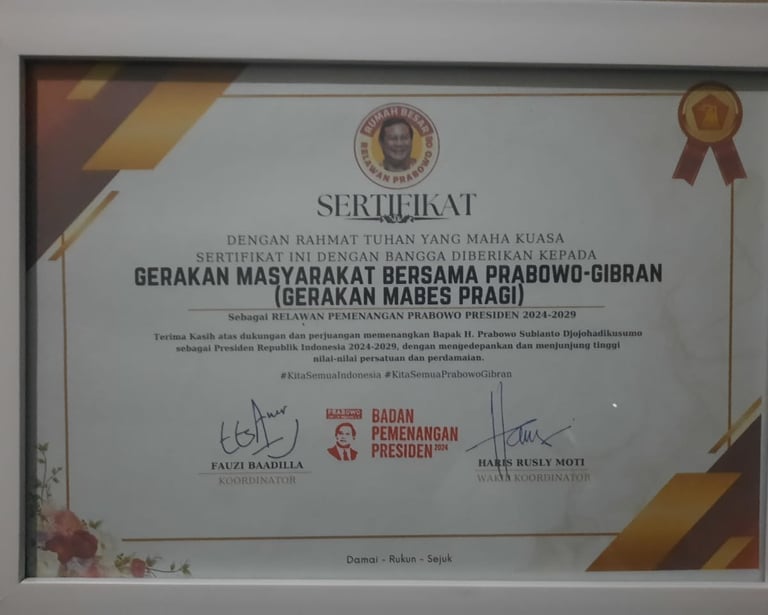 RUMAH BESAR
RELAWAN PRABOWO 08
SERTIFIKAT
DENGAN RAHMAT TUHAN YANG MAHA KUASA
SERTIFIKAT INI DENGAN BANGGA DIBERIKAN KEPADA
GERAKAN MASYARAKAT BERSAMA PRABOWO-GIBRAN
(GERAKAN MABES PRAGI)
Sebagai RELAWAN PEMENANGAN PRABOWO PRESIDEN 2024-2029
Terima Kasih atas dukungan dan perjuangan memenangkan Bapak H. Prabowo Subianto Djojohadikusumo
sebagai Presiden Republik Indonesia 2024-2029, dengan mengedepankan dan menjunjung tinggi
nilai-nilai persatuan dan perdamaian.
#KitaSemuaIndonesia #KitaSemuaPrabowoGibran
PRABOWO
BADAN
PEMENANGAN
PRESIDEN 2024
FAUZI BAADILLA
KOORDINATOR
HARIS RUSLY MOTI
WAKIL KOORDINATOR
Damai - Rukun - Sejuk